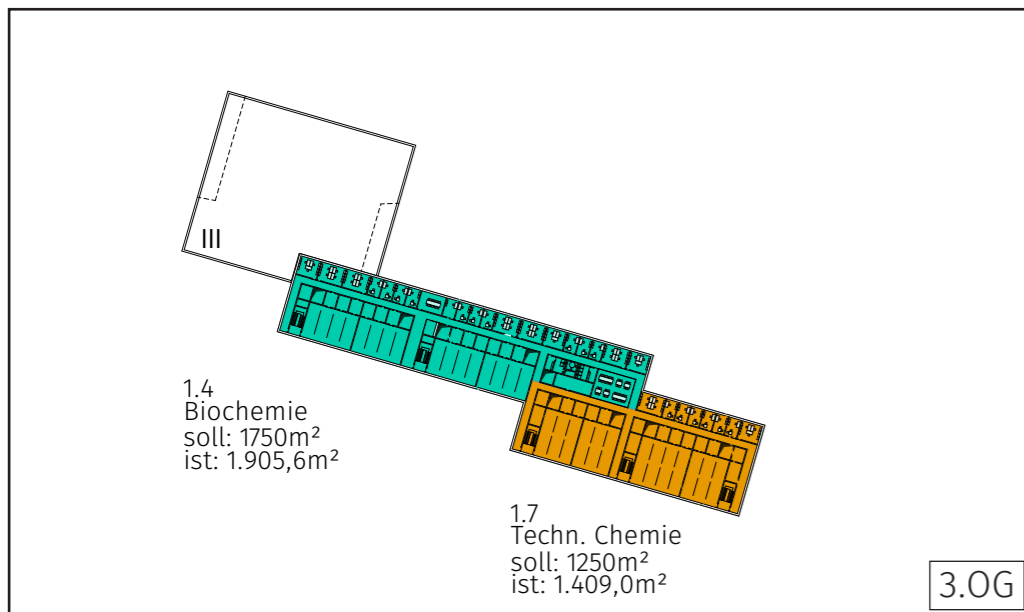 III
1.4
Biochemie
soll: 1750m²
ist: 1.905,6m²
1.7
Techn. Chemie
soll: 1250m²
ist: 1.409,0m²
3.OG